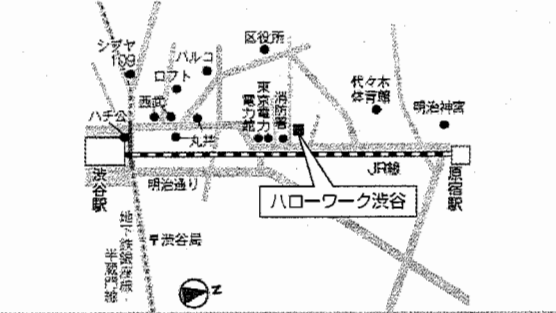 区役所
シブヤ
109
パルコ
ロフト
西武
東京電力
電力館
消防署
代々木
体育館
明治神宮
ハチ公
丸井
渋谷駅
明治通り
JR線
原宿駅
ハローワーク渋谷
地下鉄銀座線・
半蔵門線
〒渋谷局
N